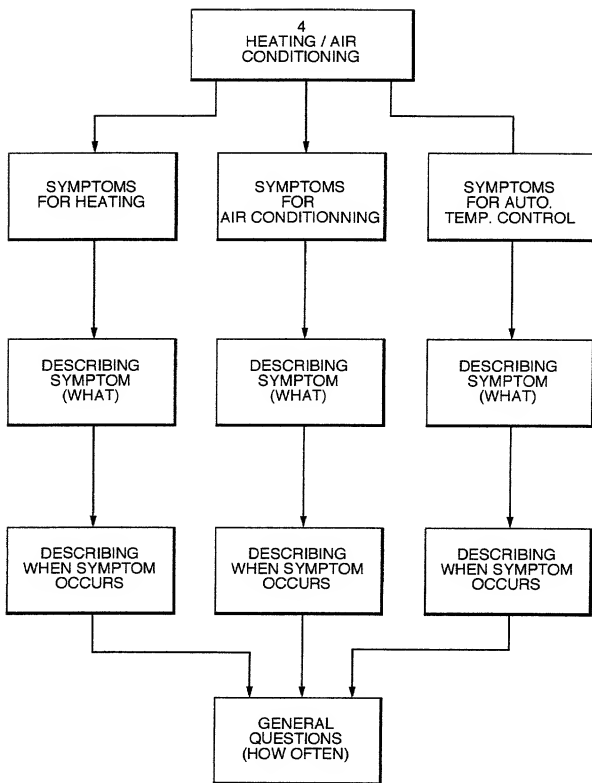 4
HEATING / AIR
CONDITIONING
SYMPTOMS
FOR HEATING
SYMPTOMS
FOR
AIR CONDITIONNING
SYMPTOMS
FOR AUTO.
TEMP. CONTROL
DESCRIBING
SYMPTOM
(WHAT)
DESCRIBING
SYMPTOM
(WHAT)
DESCRIBING
SYMPTOM
(WHAT)
DESCRIBING
WHEN SYMPTOM
OCCURS
DESCRIBING
WHEN SYMPTOM
OCCURS
DESCRIBING
WHEN SYMPTOM
OCCURS
GENERAL
QUESTIONS
(HOW OFTEN)